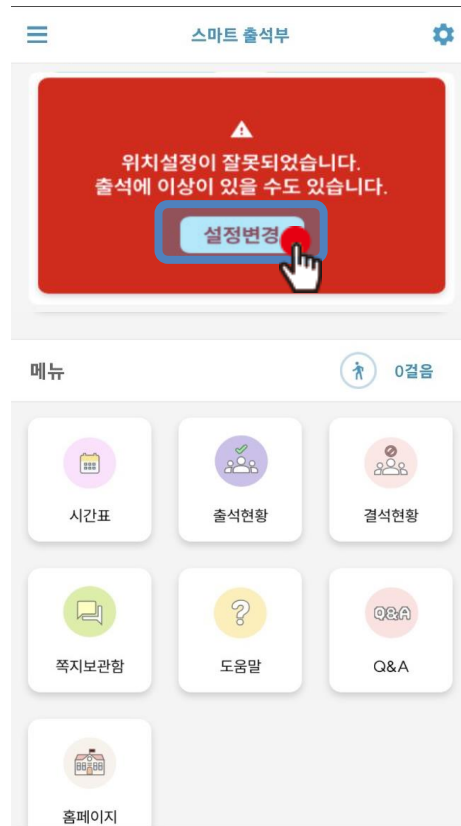 스마트 출석부
위치설정이 잘못되었습니다.
출석에 이상이 있을 수도 있습니다.
설정변경
메뉴
0걸음
시간표
출석현황
결석현황
Q&A
쪽지보관함
도움말
Q&A
홈페이지